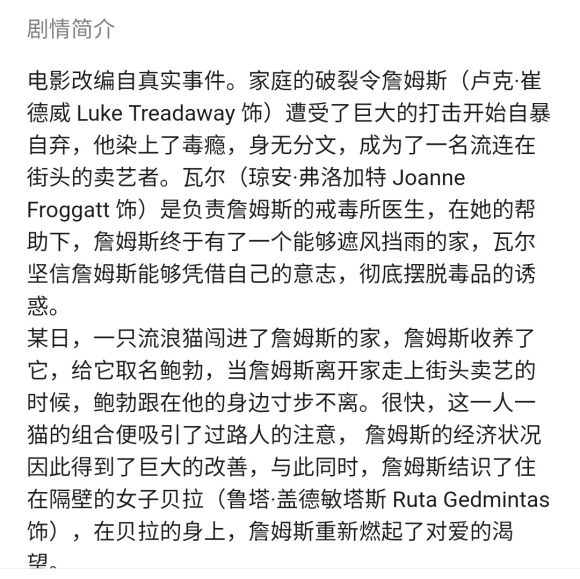 剧情简介
电影改编自真实事件。家庭的破裂令詹姆斯（卢克·崔
德威 Luke Treadaway 饰）遭受了巨大的打击开始自暴
自弃，他染上了毒瘾，身无分文，成为了一名流连在
街头的卖艺者。瓦尔（琼安·弗洛加特 Joanne
Froggatt 饰）是负责詹姆斯的戒毒所医生，在她的帮
助下，詹姆斯终于有了一个能够遮风挡雨的家，瓦尔
坚信詹姆斯能够凭借自己的意志，彻底摆脱毒品的诱
惑。
某日，一只流浪猫闯进了詹姆斯的家，詹姆斯收养了
它，给它取名鲍勃，当詹姆斯离开家走上街头卖艺的
时候，鲍勃跟在他的身边寸步不离。很快，这一人一
猫的组合便吸引了过路人的注意， 詹姆斯的经济状况
因此得到了巨大的改善，与此同时，詹姆斯结识了住
在隔壁的女子贝拉（鲁塔·盖德敏塔斯 Ruta Gedmintas
饰），在贝拉的身上，詹姆斯重新燃起了对爱的渴
望。